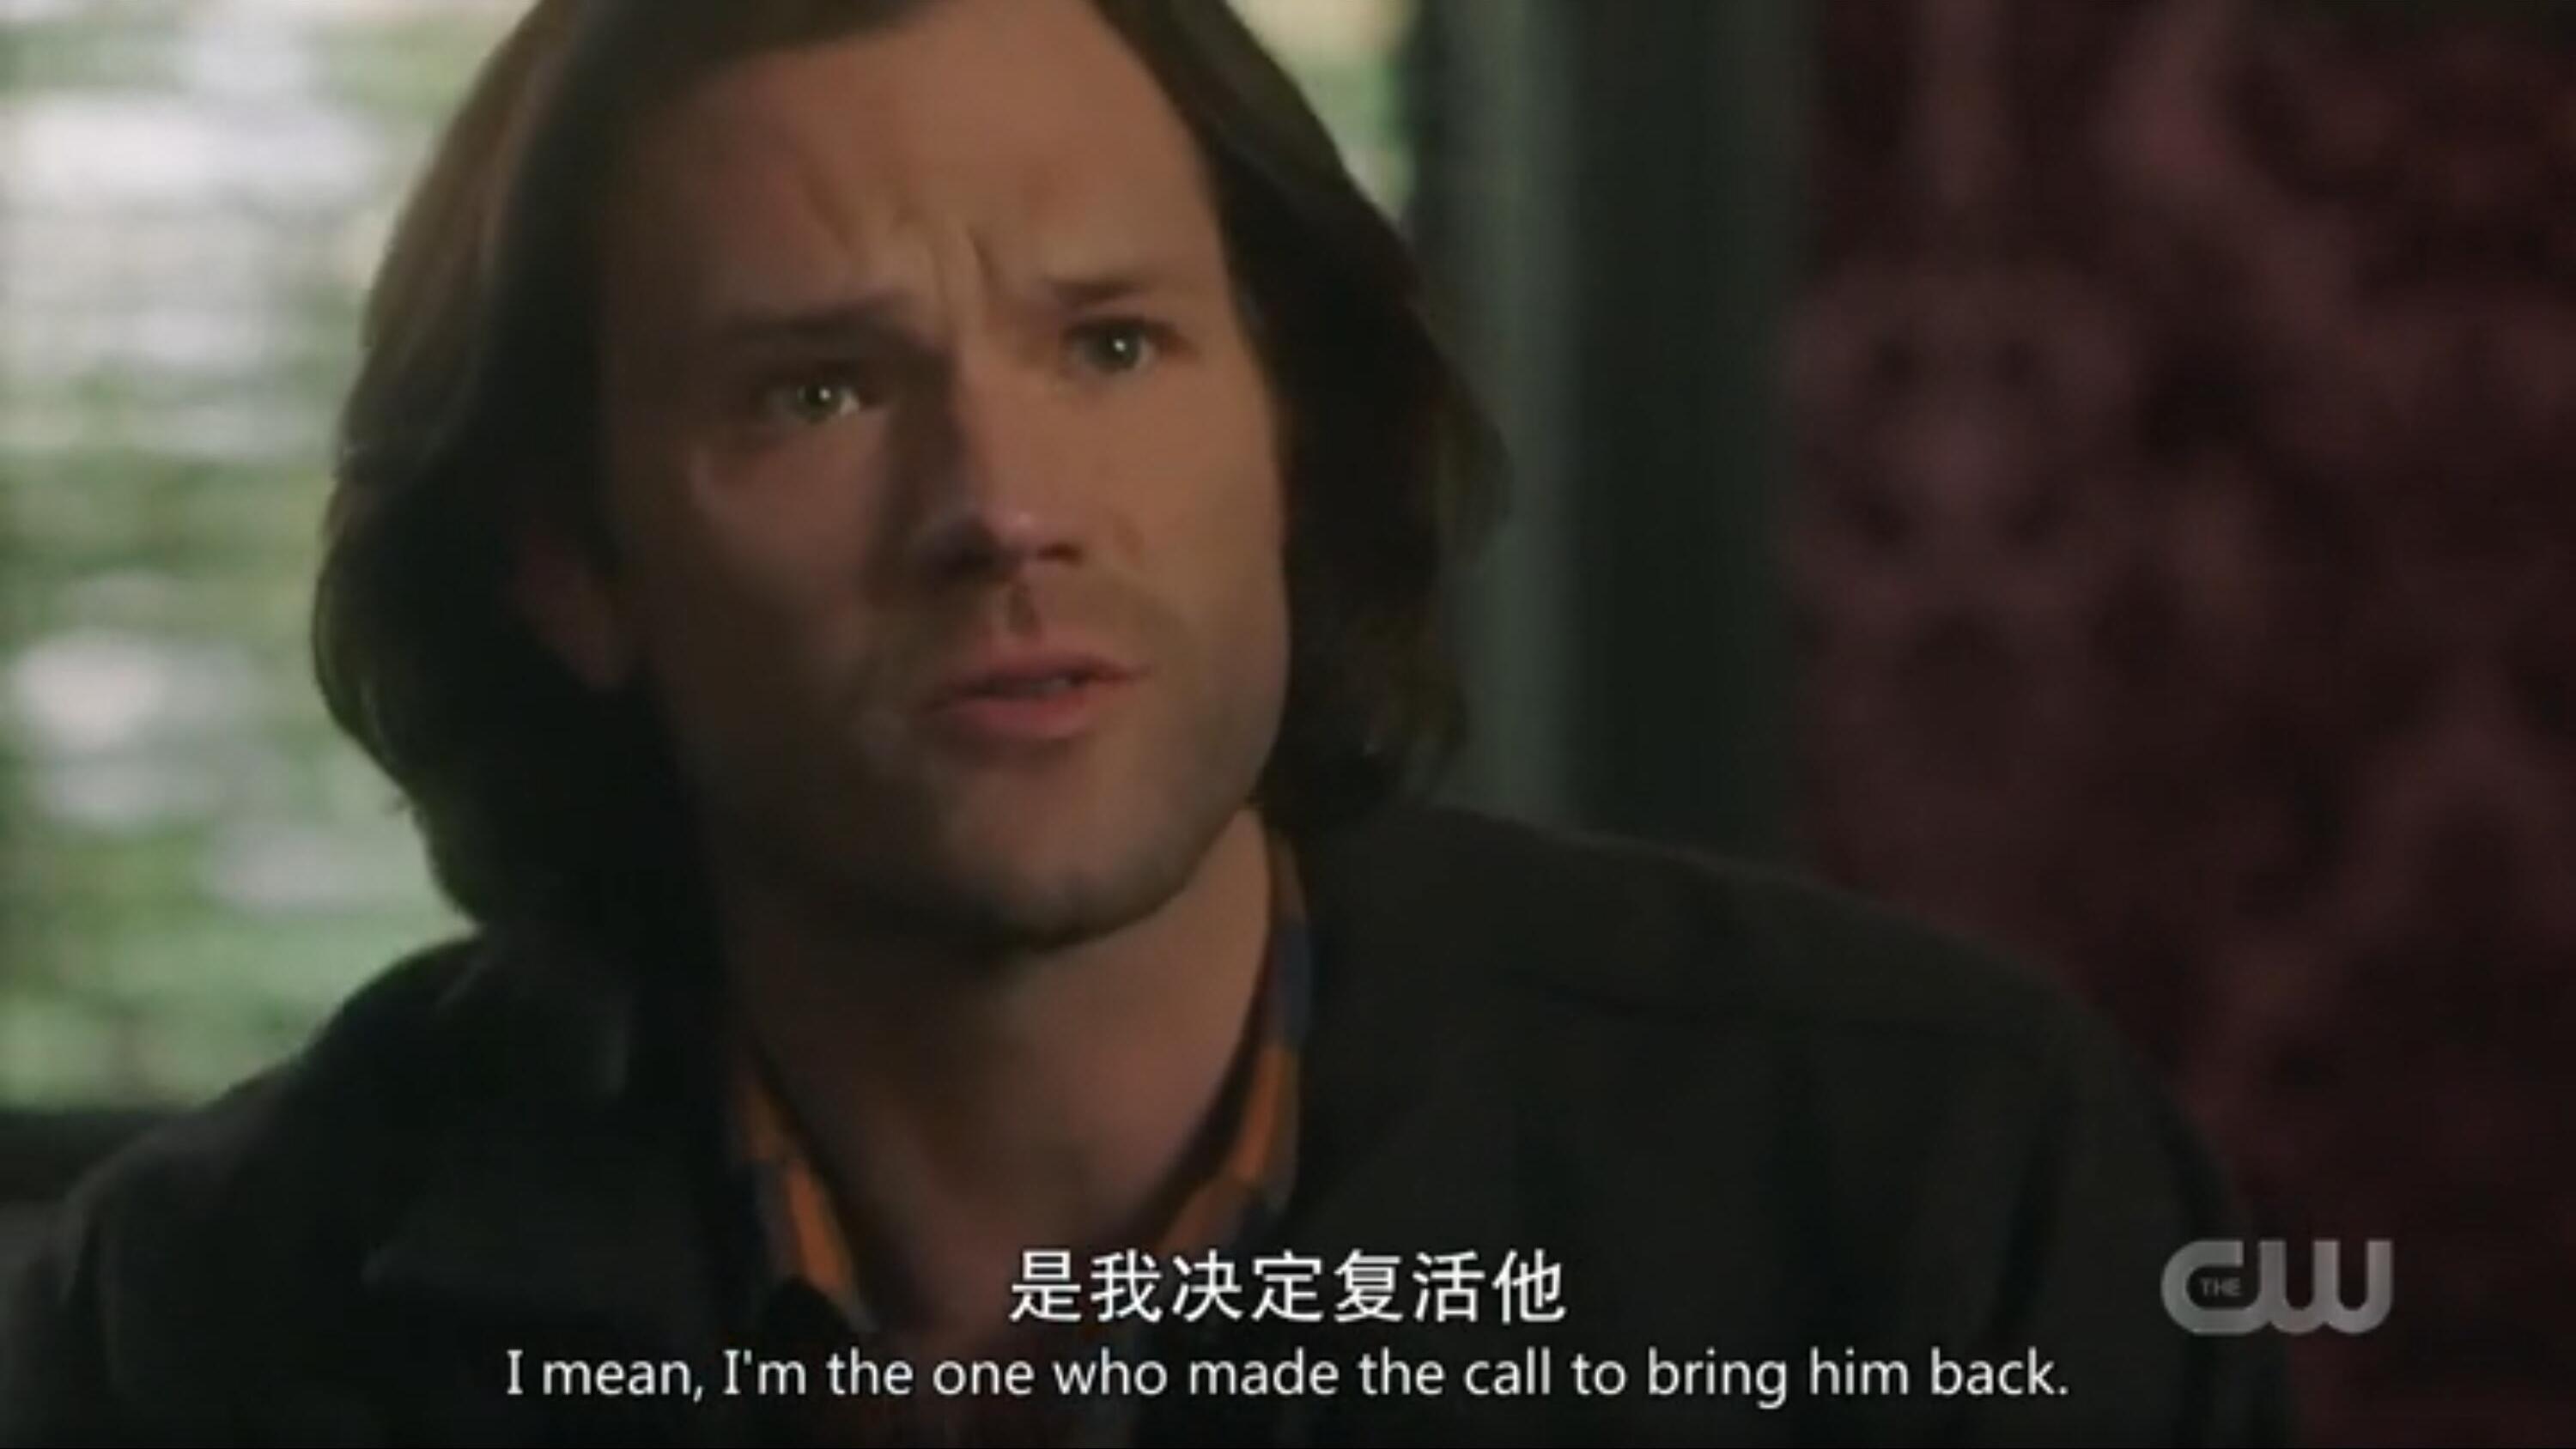 是我决定复活他
I mean, I'm the one who made the call to bring him back.
THE CW